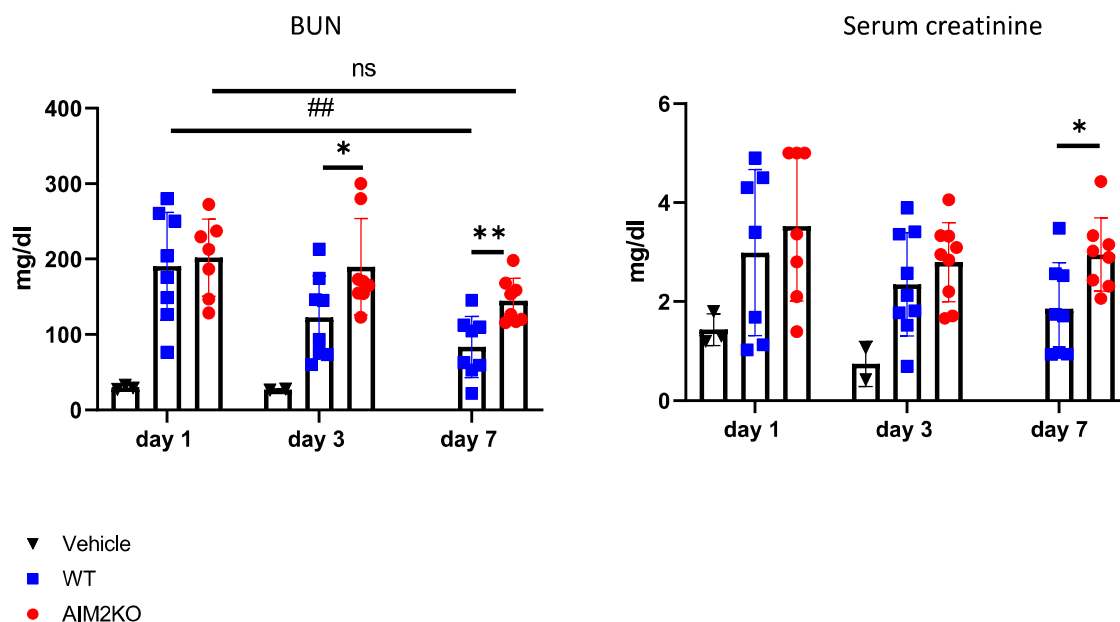 BUN
ns
##
*
**
400
300
200
100
0
mg/dl
day 1
day 3
day 7
Serum creatinine
*
6
4
2
0
mg/dl
day 1
day 3
day 7
Vehicle
WT
AIM2KO